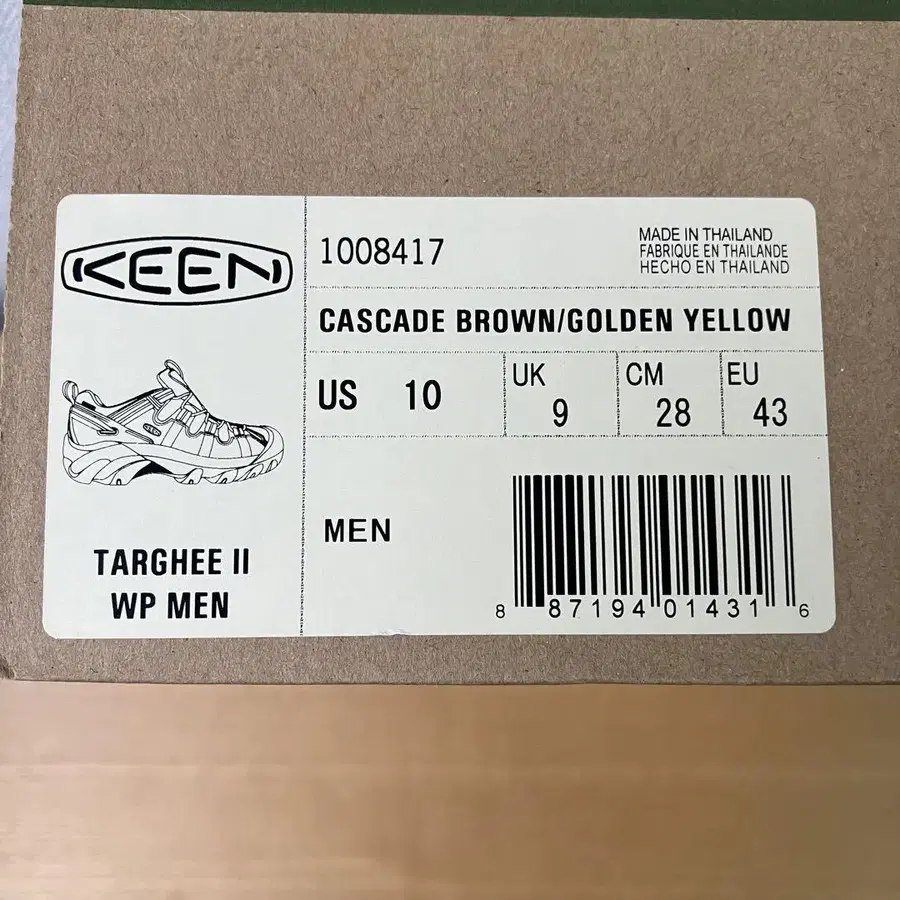 KEEN
1008417
MADE IN THAILAND
FABRIQUE EN THAILANDE
HECHO EN THAILAND
CASCADE BROWN/GOLDEN YELLOW
US 10
UK 9
CM 28
EU 43
TARGHEE II
WP MEN
MEN
8 87194 01431 6